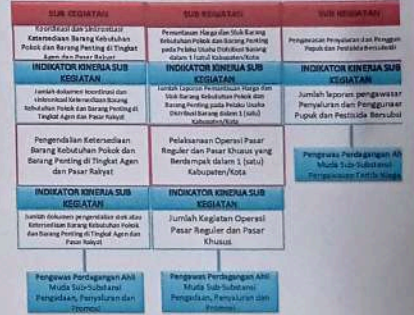 SUB KEGIATAN
Koordinasi dan Sinkronisasi
Ketersediaan Barang Kebutuhan
Pokok dan Barang Penting di Tingkat
Agen dan Pasar Rakyat
INDIKATOR KINERJA SUB
KEGIATAN
Jumlah dokumen koordinasi dan
sinkronisasi Ketersediaan Barang
Kebutuhan Pokok dan Barang Penting di
Tingkat Agen dan Pasar Rakyat
Pengendalian Ketersediaan
Barang Kebutuhan Pokok dan
Barang Penting di Tingkat Agen
dan Pasar Rakyat
INDIKATOR KINERJA SUB
KEGIATAN
Jumlah dokumen pengendalian stok atau
Ketersediaan Barang Kebutuhan Pokok
dan Barang Penting di Tingkat Agen dan
Pasar Rakyat
Pengawas Perdagangan Ahli
Muda Sub-Substansi
Pengadaan, Penyaluran dan
Promosi
SUB KEGIATAN
Pemantauan Harga dan Stok Barang
Kebutuhan Pokok dan Barang Penting
pada Pelaku Usaha Distribusi Barang
dalam 1 (satu) Kabupaten/Kota
INDIKATOR KINERJA SUB
KEGIATAN
Jumlah Laporan Pemantauan Harga dan
Stok Barang Kebutuhan Pokok dan
Barang Penting pada Pelaku Usaha
Distribusi Barang dalam 1 (satu)
Kabupaten/Kota
Pelaksanaan Operasi Pasar
Reguler dan Pasar Khusus yang
Berdampak dalam 1 (satu)
Kabupaten/Kota
INDIKATOR KINERJA SUB
KEGIATAN
Jumlah Kegiatan Operasi
Pasar Reguler dan Pasar
Khusus
Pengawas Perdagangan Ahli
Muda Sub-Substansi
Pengadaan, Penyaluran dan
Promosi
SUB KEGIATAN
Pengawasan Penyaluran dan Penggun
Pupuk dan Pestisida Bersubsidi
INDIKATOR KINERJA SUB
KEGIATAN
Jumlah laporan pengawasan
Penyaluran dan Penggunaan
Pupuk dan Pestisida Bersubsi
Pengawas Perdagangan Ah
Muda Sub-Substansi
Pengawasan Tertib Niaga